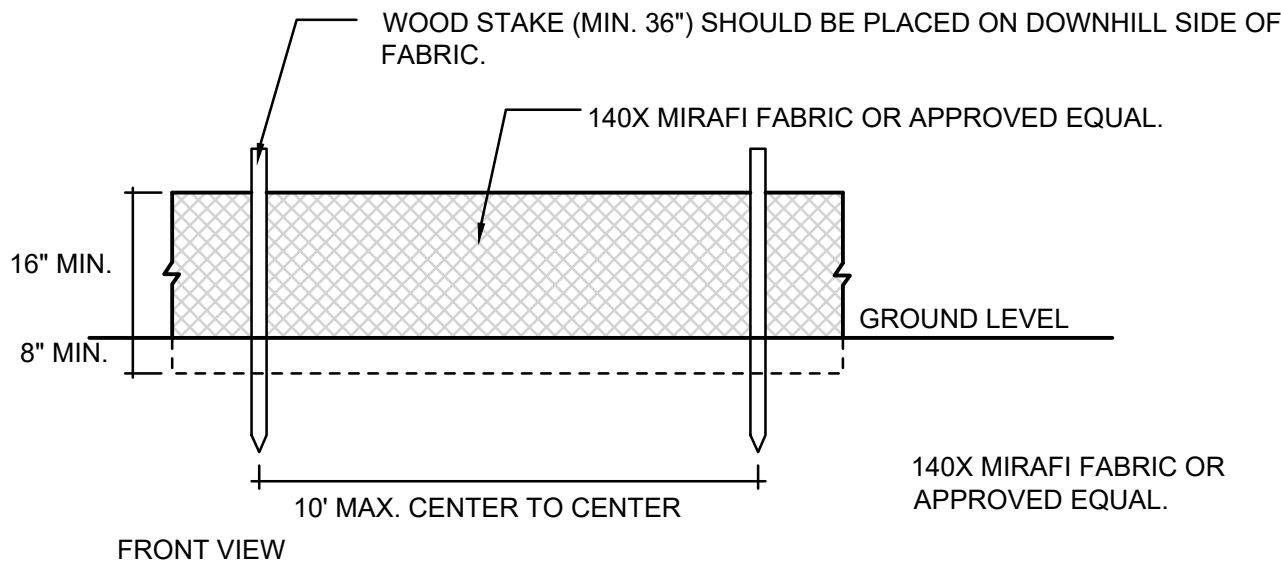 WOOD STAKE (MIN. 36") SHOULD BE PLACED ON DOWNHILL SIDE OF
FABRIC.
140X MIRAFI FABRIC OR APPROVED EQUAL.
16" MIN.
GROUND LEVEL
8" MIN.
140X MIRAFI FABRIC OR
APPROVED EQUAL.
10' MAX. CENTER TO CENTER
FRONT VIEW